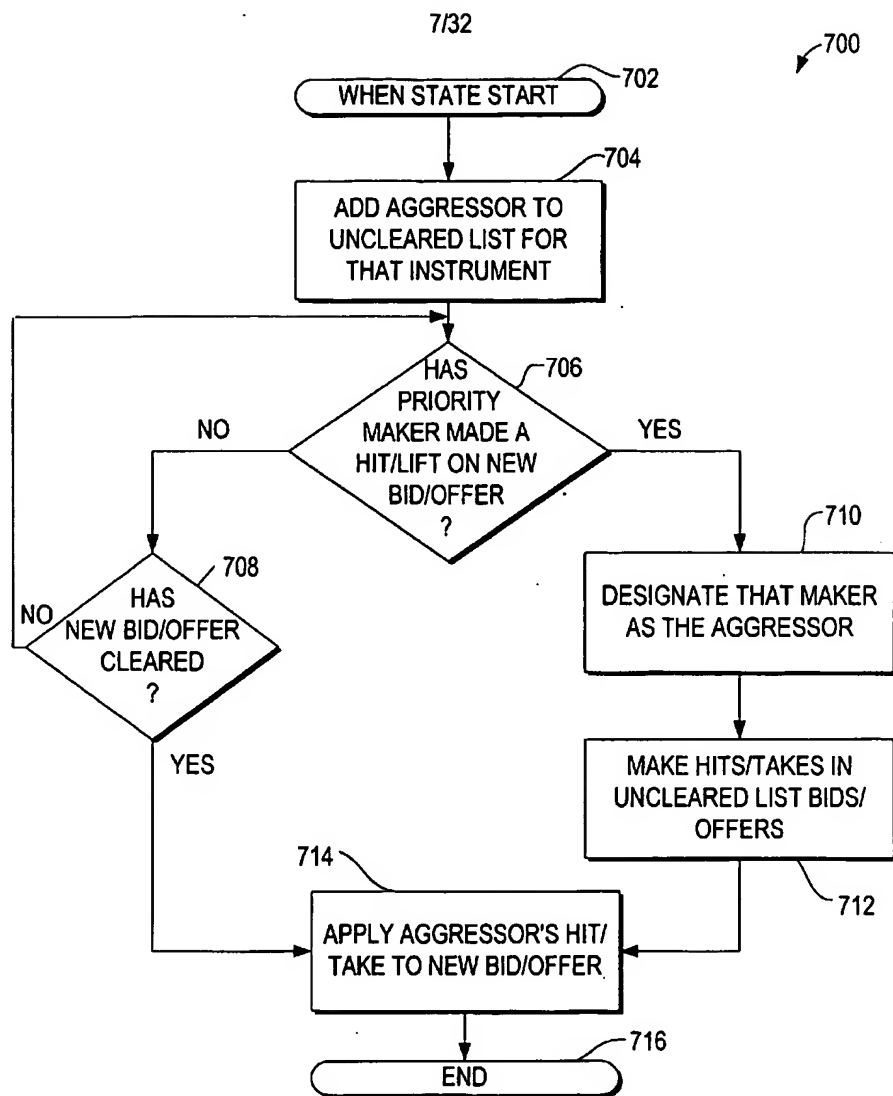 7/32
700
WHEN STATE START
702
704
ADD AGGRESSOR TO
UNCLEARED LIST FOR
THAT INSTRUMENT
706
HAS
PRIORITY
MAKER MADE A
HIT/LIFT ON NEW
BID/OFFER
?
NO
YES
708
HAS
NEW BID/OFFER
CLEARED
?
NO
YES
710
DESIGNATE THAT MAKER
AS THE AGGRESSOR
MAKE HITS/TAKES IN
UNCLEARED LIST BIDS/
OFFERS
712
714
APPLY AGGRESSOR'S HIT/
TAKE TO NEW BID/OFFER
716
END